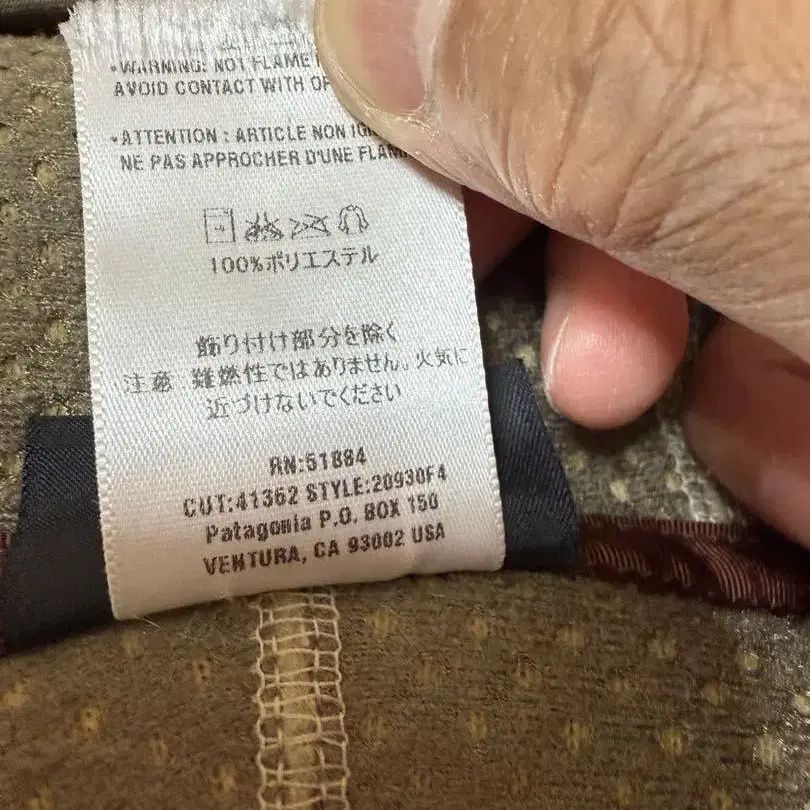 •WARNING: NOT FLAME
AVOID CONTACT WITH
•ATTENTION : ARTICLE NON
NE PAS APPROCHER D'UNE
100%ポリエステル
飾り付け部分を除く
注意 難燃性ではありません。火気に
近づけないでください
RN:51884
CUT:41362 STYLE:20930F4
Patagonia P.O. BOX 150
VENTURA, CA 93002 USA